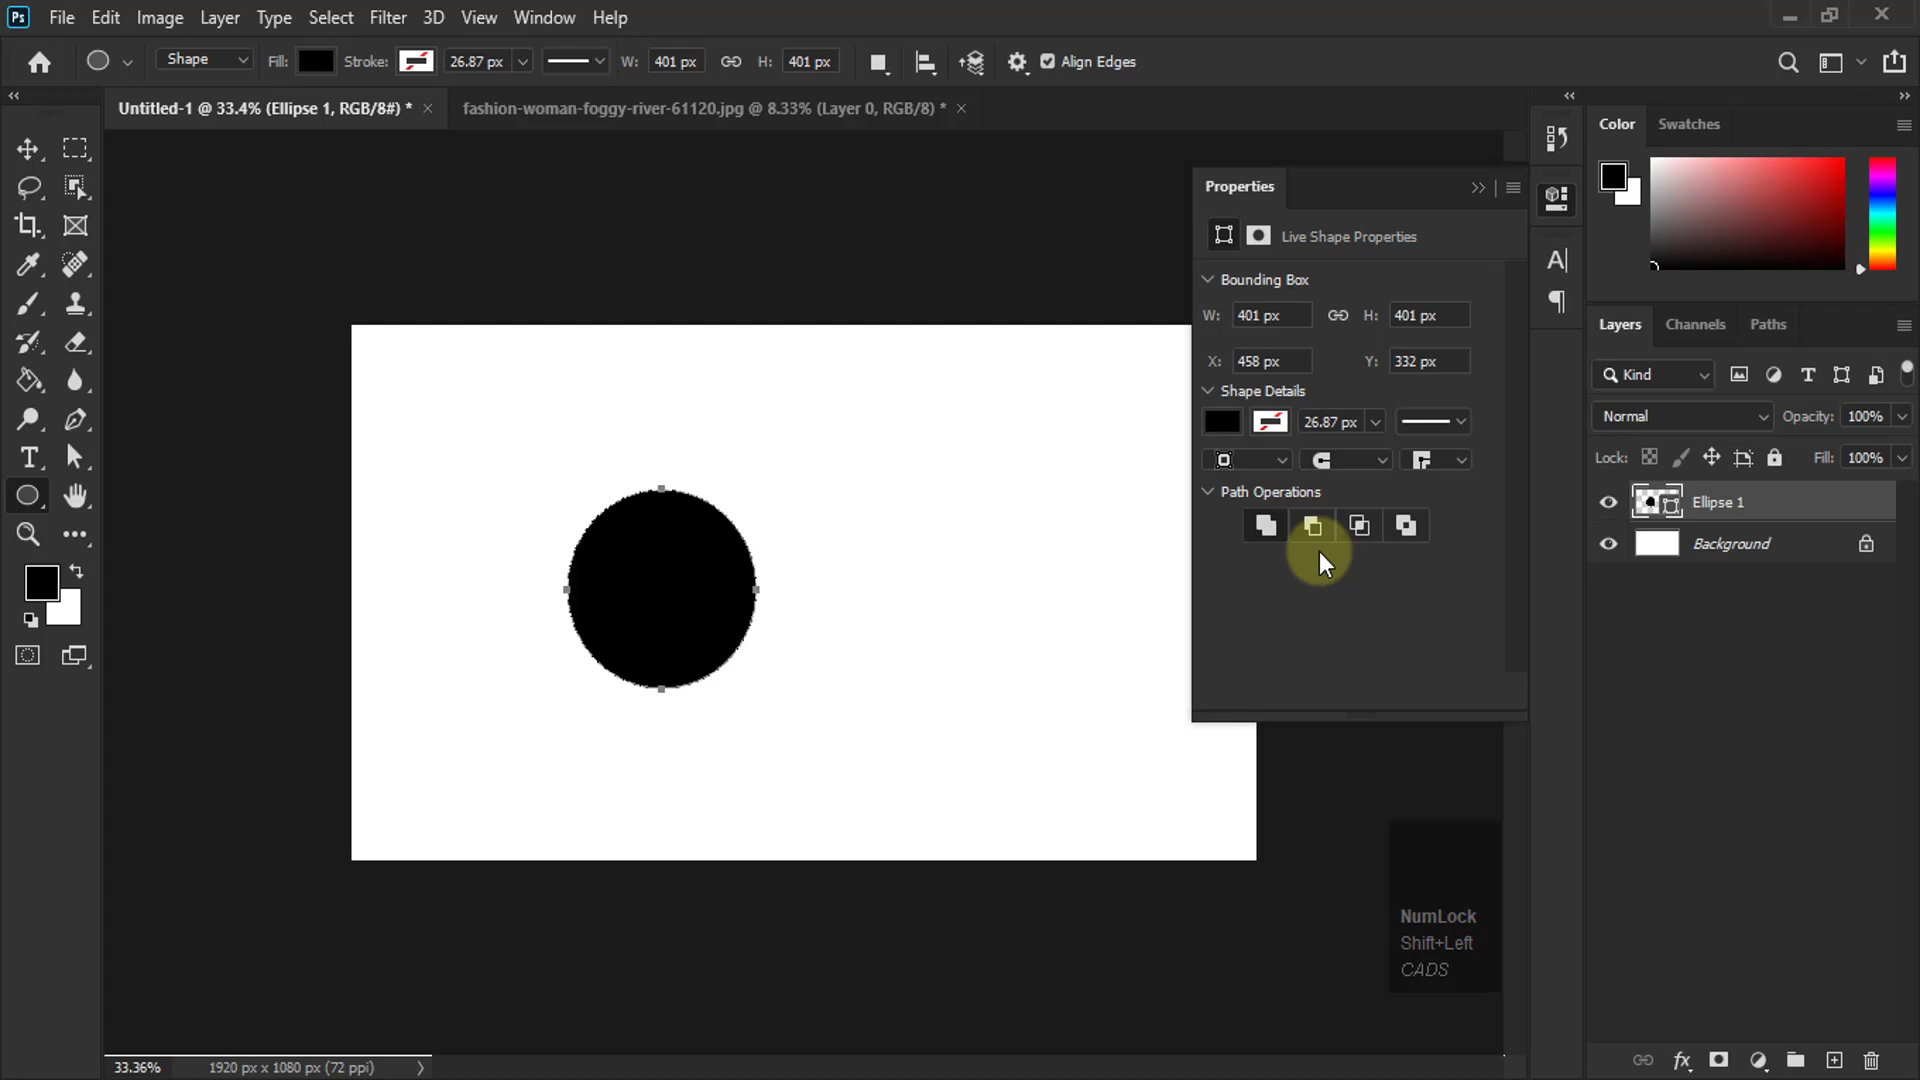 Ps File Edit Image Layer Type Select Filter 3D View Window Help
Shape Fill: Stroke: 26.87 px W: 401 px H: 401 px Align Edges
Untitled-1 @ 33.4% (Ellipse 1, RGB/8#) * fashion-woman-foggy-river-61120.jpg @ 8.33% (Layer 0, RGB/8) *
Color Swatches
Properties
Live Shape Properties
Bounding Box
W: 401 px H: 401 px
X: 458 px Y: 332 px
Shape Details
26.87 px
Path Operations
Layers Channels Paths
Kind
Normal Opacity: 100%
Lock: Fill: 100%
Ellipse 1
Background
NumLock
Shift+Left
CADS
33.36% 1920 px x 1080 px (72 ppi)